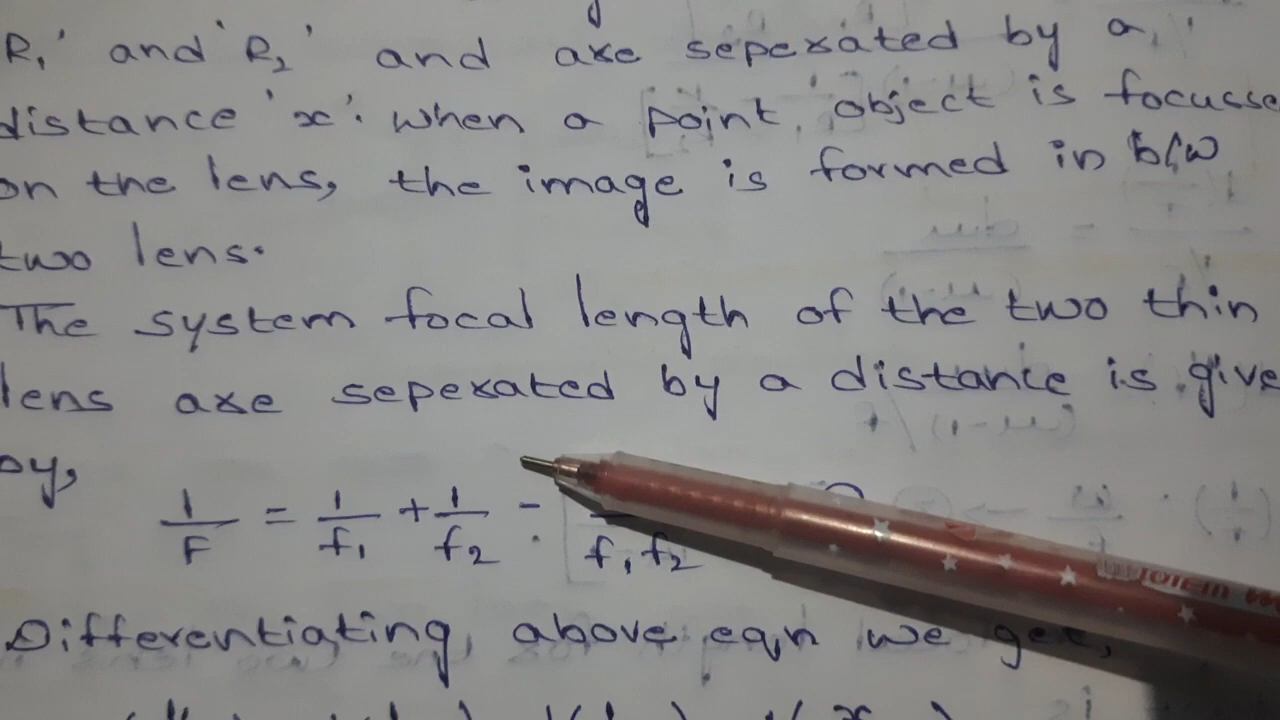 R₁' and 'R₂' and are seperated by a
distance 'x'. when a point object is focusse
on the lens, the image is formed in b/w
two lens.
The system focal length of the two thin
lens are seperated by a distance is give
by,
1/F = 1/f₁ + 1/f₂ - /f₁f₂
Differentiating, above eqn we get,
TOTEM